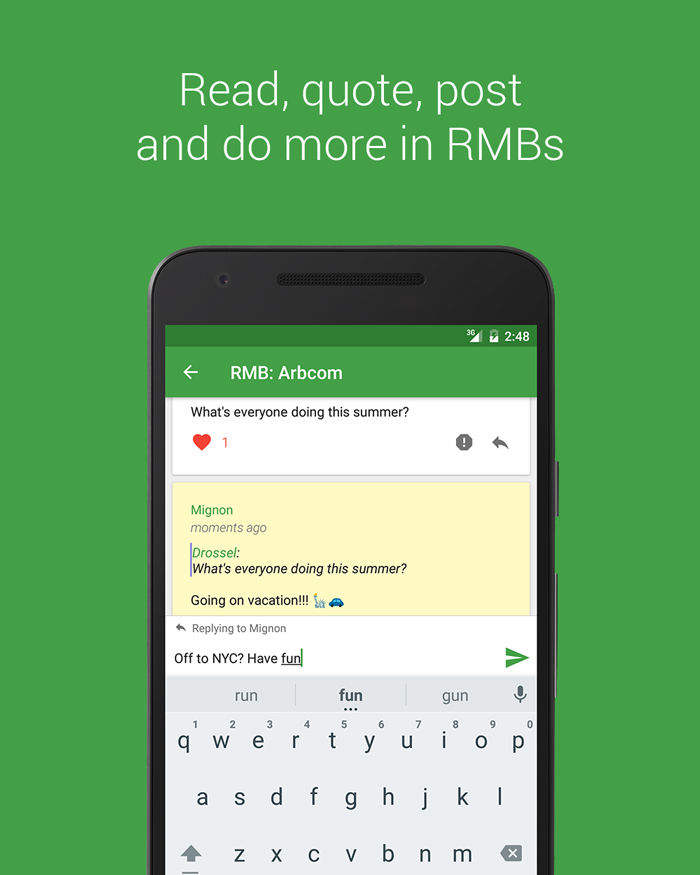 Read, quote, post
and do more in RMBs
3G 2:48
RMB: Arbcom
What's everyone doing this summer?
1
Mignon
moments ago
Drossel:
What's everyone doing this summer?
Going on vacation!!! 🗽🚗
Replying to Mignon
Off to NYC? Have fun
run fun gun
1 2 3 4 5 6 7 8 9 0
q w e r t y u i o p
a s d f g h j k l
z x c v b n m